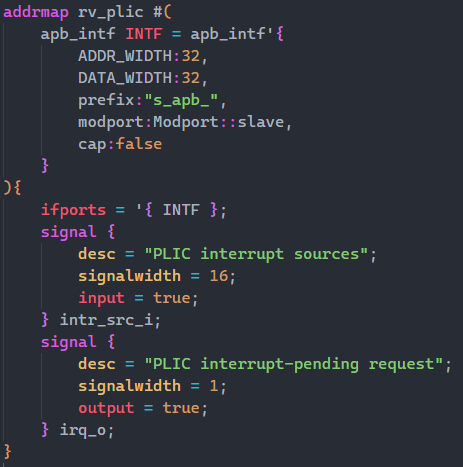 addrmap rv_plic #(
    apb_intf INTF = apb_intf'{
        ADDR_WIDTH:32,
        DATA_WIDTH:32,
        prefix:"s_apb_",
        modport:Modport::slave,
        cap:false
    }
){
    ifports = '{ INTF };
    signal {
        desc = "PLIC interrupt sources";
        signalwidth = 16;
        input = true;
    } intr_src_i;
    signal {
        desc = "PLIC interrupt-pending request";
        signalwidth = 1;
        output = true;
    } irq_o;
}